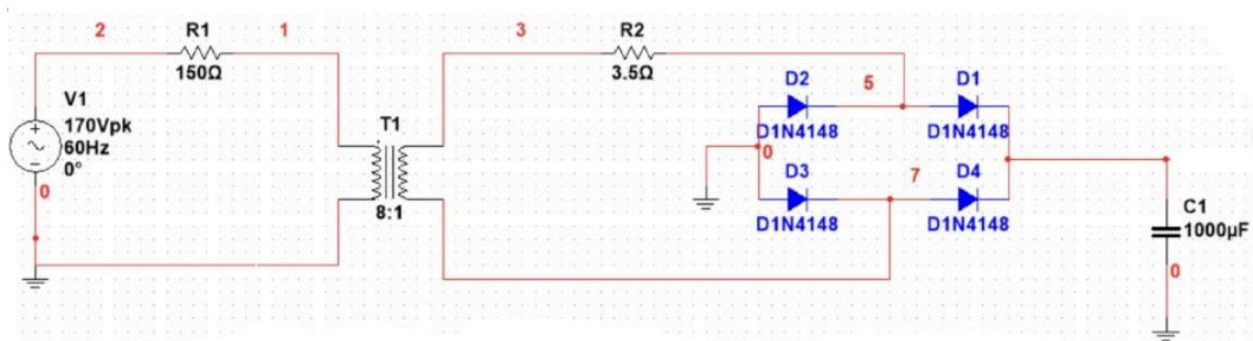 2
R1
1
150Ω
3
R2
3.5Ω
V1
170Vpk
60Hz
0°
0
T1
8:1
D2
5
D1
D1N4148
D1N4148
0
D3
7
D4
D1N4148
D1N4148
C1
1000µF
0